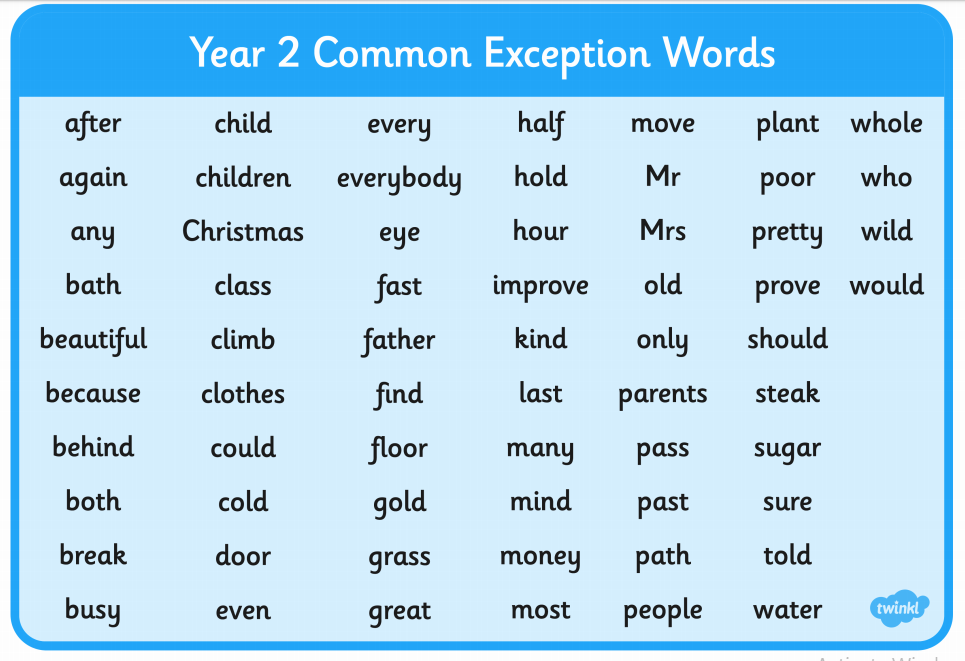 Year 2 Common Exception Words
after child every half move plant whole
again children everybody hold Mr poor who
any Christmas eye hour Mrs pretty wild
bath class fast improve old prove would
beautiful climb father kind only should
because clothes find last parents steak
behind could floor many pass sugar
both cold gold mind past sure
break door grass money path told
busy even great most people water
twinkl